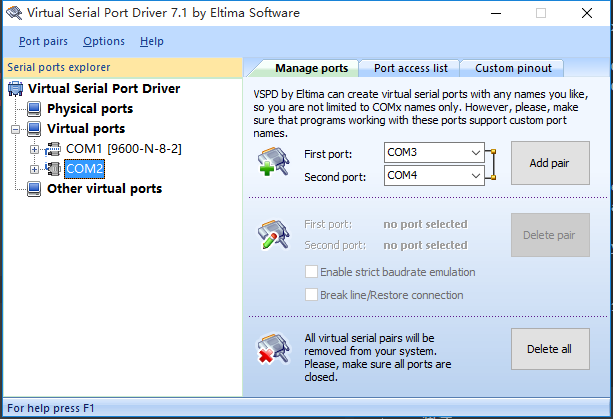 Virtual Serial Port Driver 7.1 by Eltima Software
Port pairs Options Help
Serial ports explorer
Virtual Serial Port Driver
Physical ports
Virtual ports
COM1 [9600-N-8-2]
COM2
Other virtual ports
Manage ports Port access list Custom pinout
VSPD by Eltima can create virtual serial ports with any names you like,
so you are not limited to COMx names only. However, please, make
sure that programs working with these ports support custom port
names.
First port: COM3
Second port: COM4
Add pair
First port: no port selected
Second port: no port selected
Delete pair
Enable strict baudrate emulation
Break line/Restore connection
All virtual serial pairs will be
removed from your system.
Please, make sure all ports are
closed.
Delete all
For help press F1